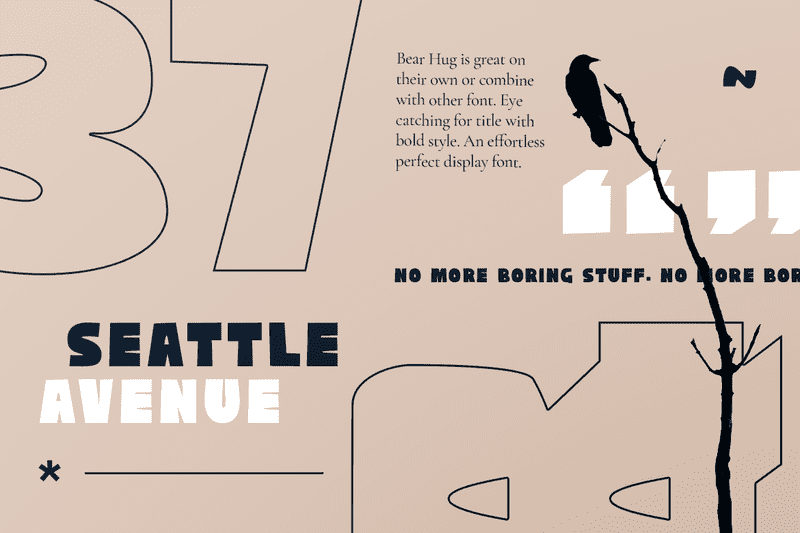 37
Bear Hug is great on
their own or combine
with other font. Eye
catching for title with
bold style. An effortless
perfect display font.
~
“ ”
NO MORE BORING STUFF. NO MORE BOR
SEATTLE
AVENUE
&
*